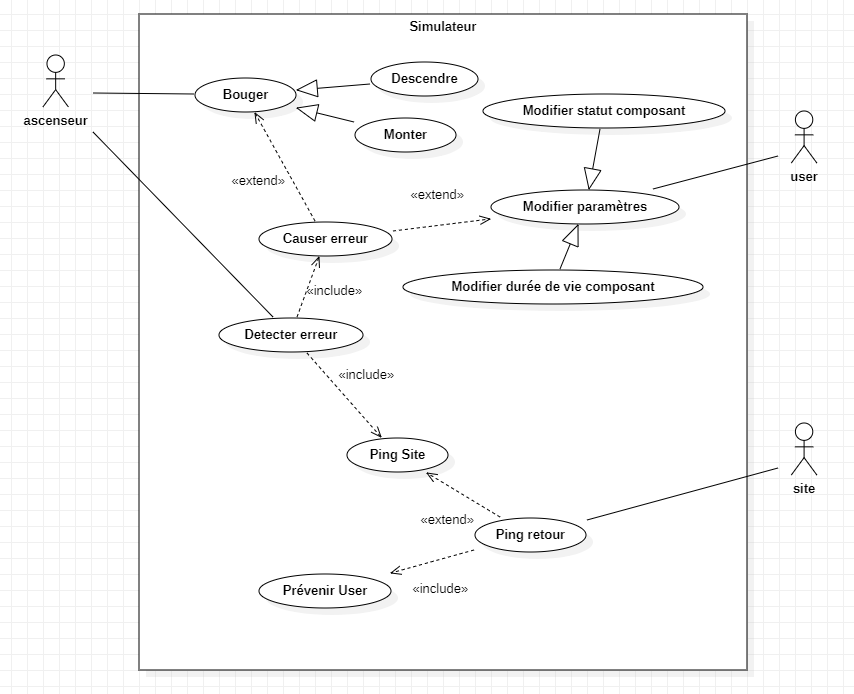 Simulateur
Descendre
Bouger
Modifier statut composant
ascenseur
Monter
user
«extend»
«extend»
Modifier paramètres
Causer erreur
«include»
Modifier durée de vie composant
Detecter erreur
«include»
Ping Site
site
«extend»
Ping retour
Prévenir User
«include»